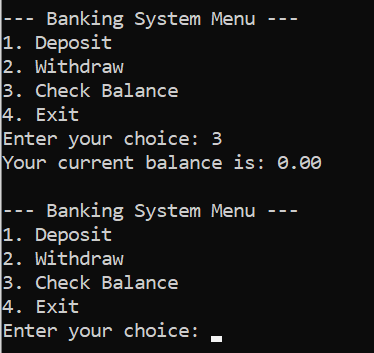 --- Banking System Menu ---
1. Deposit
2. Withdraw
3. Check Balance
4. Exit
Enter your choice: 3
Your current balance is: 0.00

--- Banking System Menu ---
1. Deposit
2. Withdraw
3. Check Balance
4. Exit
Enter your choice: